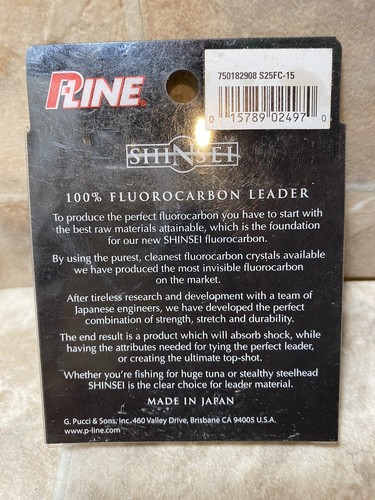 P-LINE
750182908 S25FC-15
0 15789 02497 0
SHINSEI
100% FLUOROCARBON LEADER
To produce the perfect fluorocarbon you have to start with
the best raw materials attainable, which is the foundation
for our new SHINSEI fluorocarbon.
By using the purest, cleanest fluorocarbon crystals available
we have produced the most invisible fluorocarbon
on the market.
After tireless research and development with a team of
Japanese engineers, we have developed the perfect
combination of strength, stretch and durability.
The end result is a product which will absorb shock, while
having the attributes needed for tying the perfect leader,
or creating the ultimate top-shot.
Whether you're fishing for huge tuna or stealthy steelhead
SHINSEI is the clear choice for leader material.
MADE IN JAPAN
G. Pucci & Sons, Inc. 460 Valley Drive, Brisbane CA 94005 U.S.A.
www.p-line.com